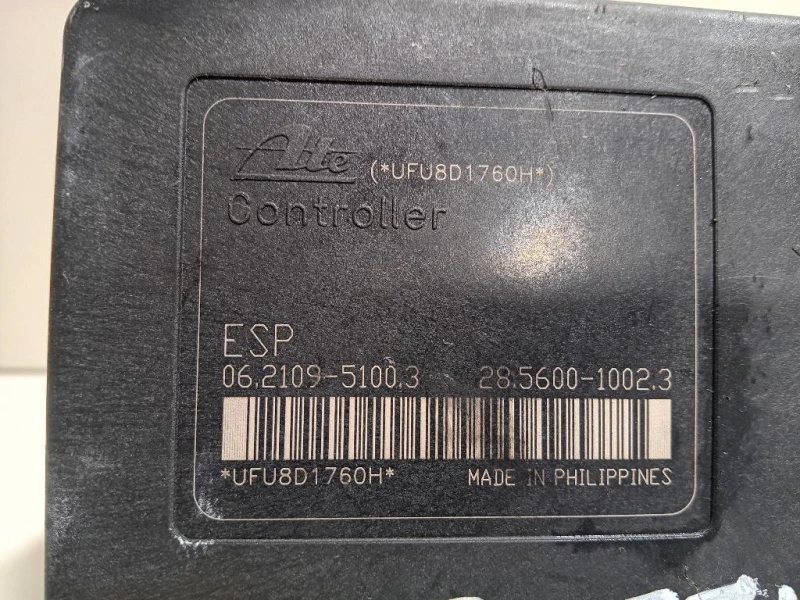 Ate (*UFU8D1760H*)
Controller
ESP
06.2109-5100.3 28.5600-1002.3
*UFU8D1760H* MADE IN PHILIPPINES